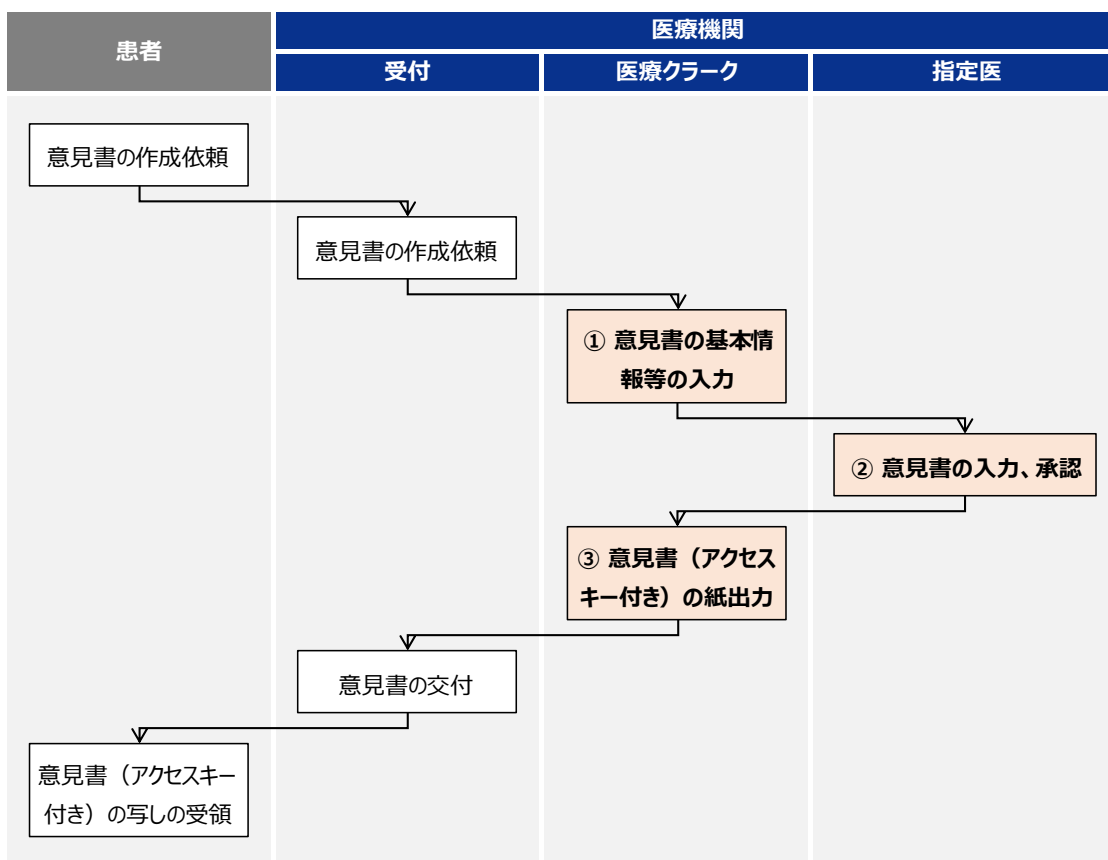 患者
医療機関
受付
医療クラーク
指定医
意見書の作成依頼
意見書の作成依頼
① 意見書の基本情
報等の入力
② 意見書の入力、承認
③ 意見書（アクセス
キー付き）の紙出力
意見書の交付
意見書（アクセスキー
付き）の写しの受領